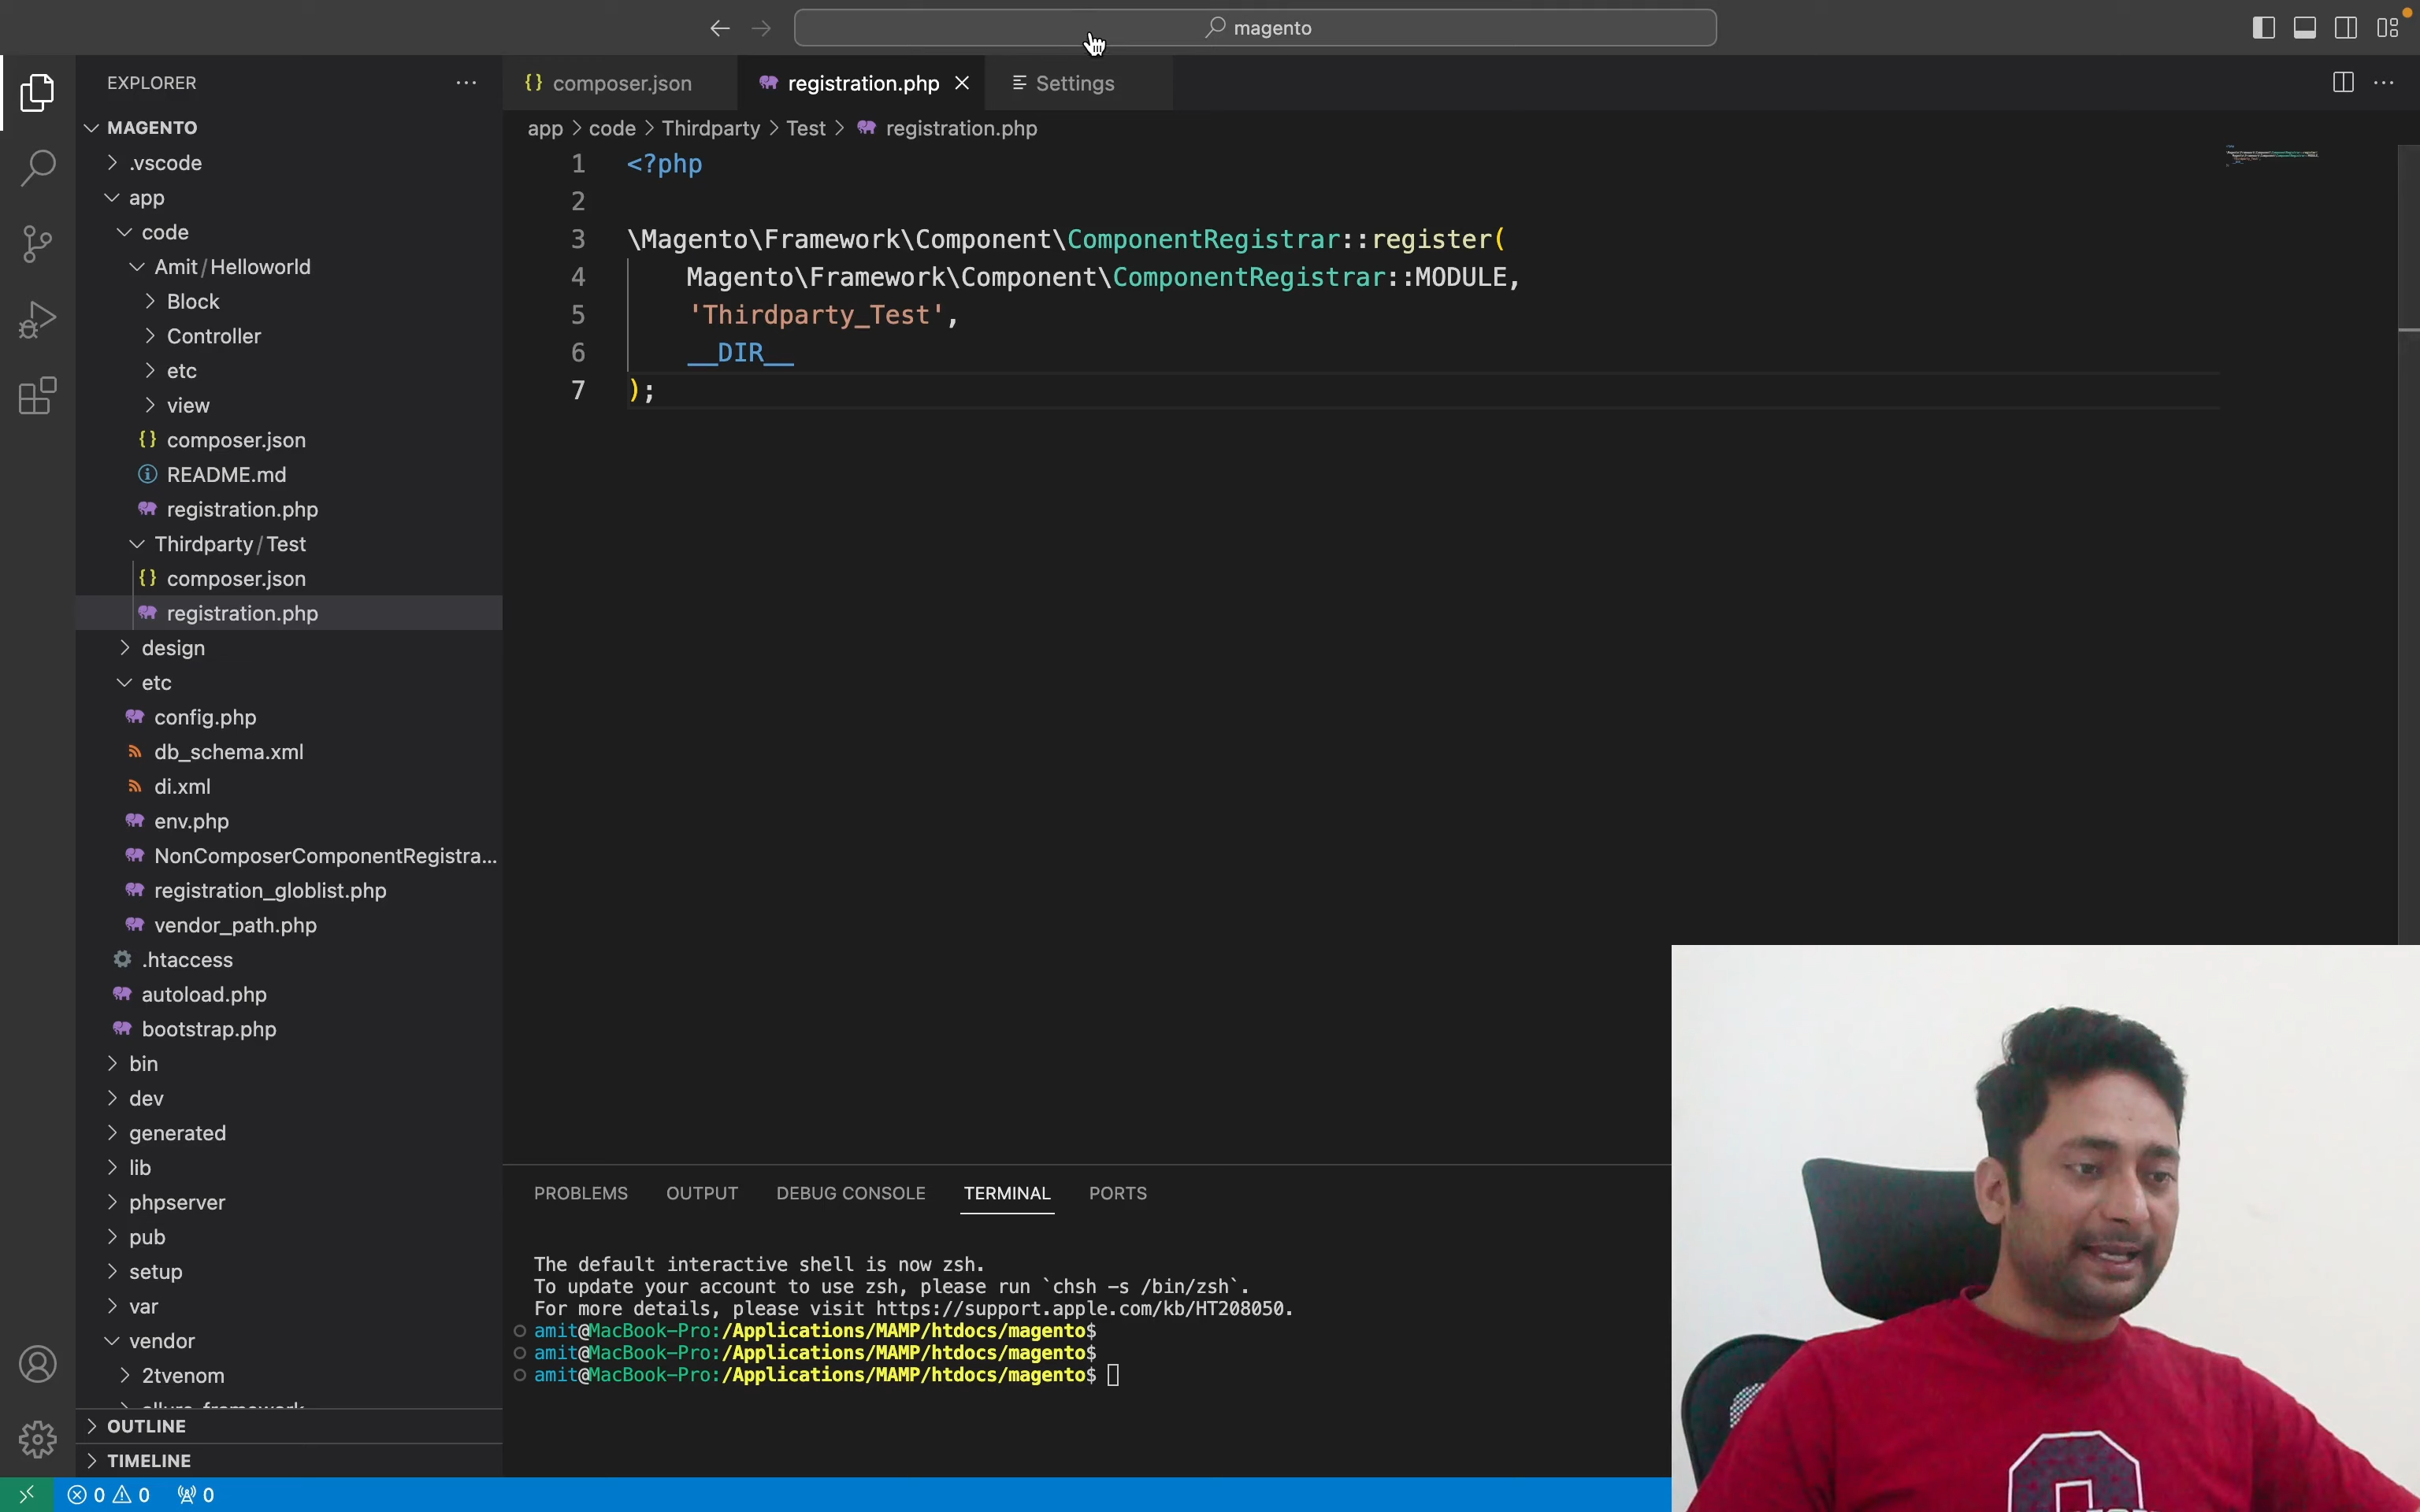 magento
EXPLORER
MAGENTO
.vscode
app
code
Amit/Helloworld
Block
Controller
etc
view
{} composer.json
README.md
registration.php
Thirdparty/Test
{} composer.json
registration.php
design
etc
config.php
db_schema.xml
di.xml
env.php
NonComposerComponentRegistra...
registration_globlist.php
vendor_path.php
.htaccess
autoload.php
bootstrap.php
bin
dev
generated
lib
phpserver
pub
setup
var
vendor
2tvenom
OUTLINE
TIMELINE
{} composer.json
registration.php
Settings
app > code > Thirdparty > Test > registration.php
1 <?php
2
3 \Magento\Framework\Component\ComponentRegistrar::register(
4 Magento\Framework\Component\ComponentRegistrar::MODULE,
5 'Thirdparty_Test',
6 __DIR__
7 );
PROBLEMS OUTPUT DEBUG CONSOLE TERMINAL PORTS
The default interactive shell is now zsh.
To update your account to use zsh, please run `chsh -s /bin/zsh`.
For more details, please visit https://support.apple.com/kb/HT208050.
amit@MacBook-Pro:/Applications/MAMP/htdocs/magento$
amit@MacBook-Pro:/Applications/MAMP/htdocs/magento$
amit@MacBook-Pro:/Applications/MAMP/htdocs/magento$
0 0 0